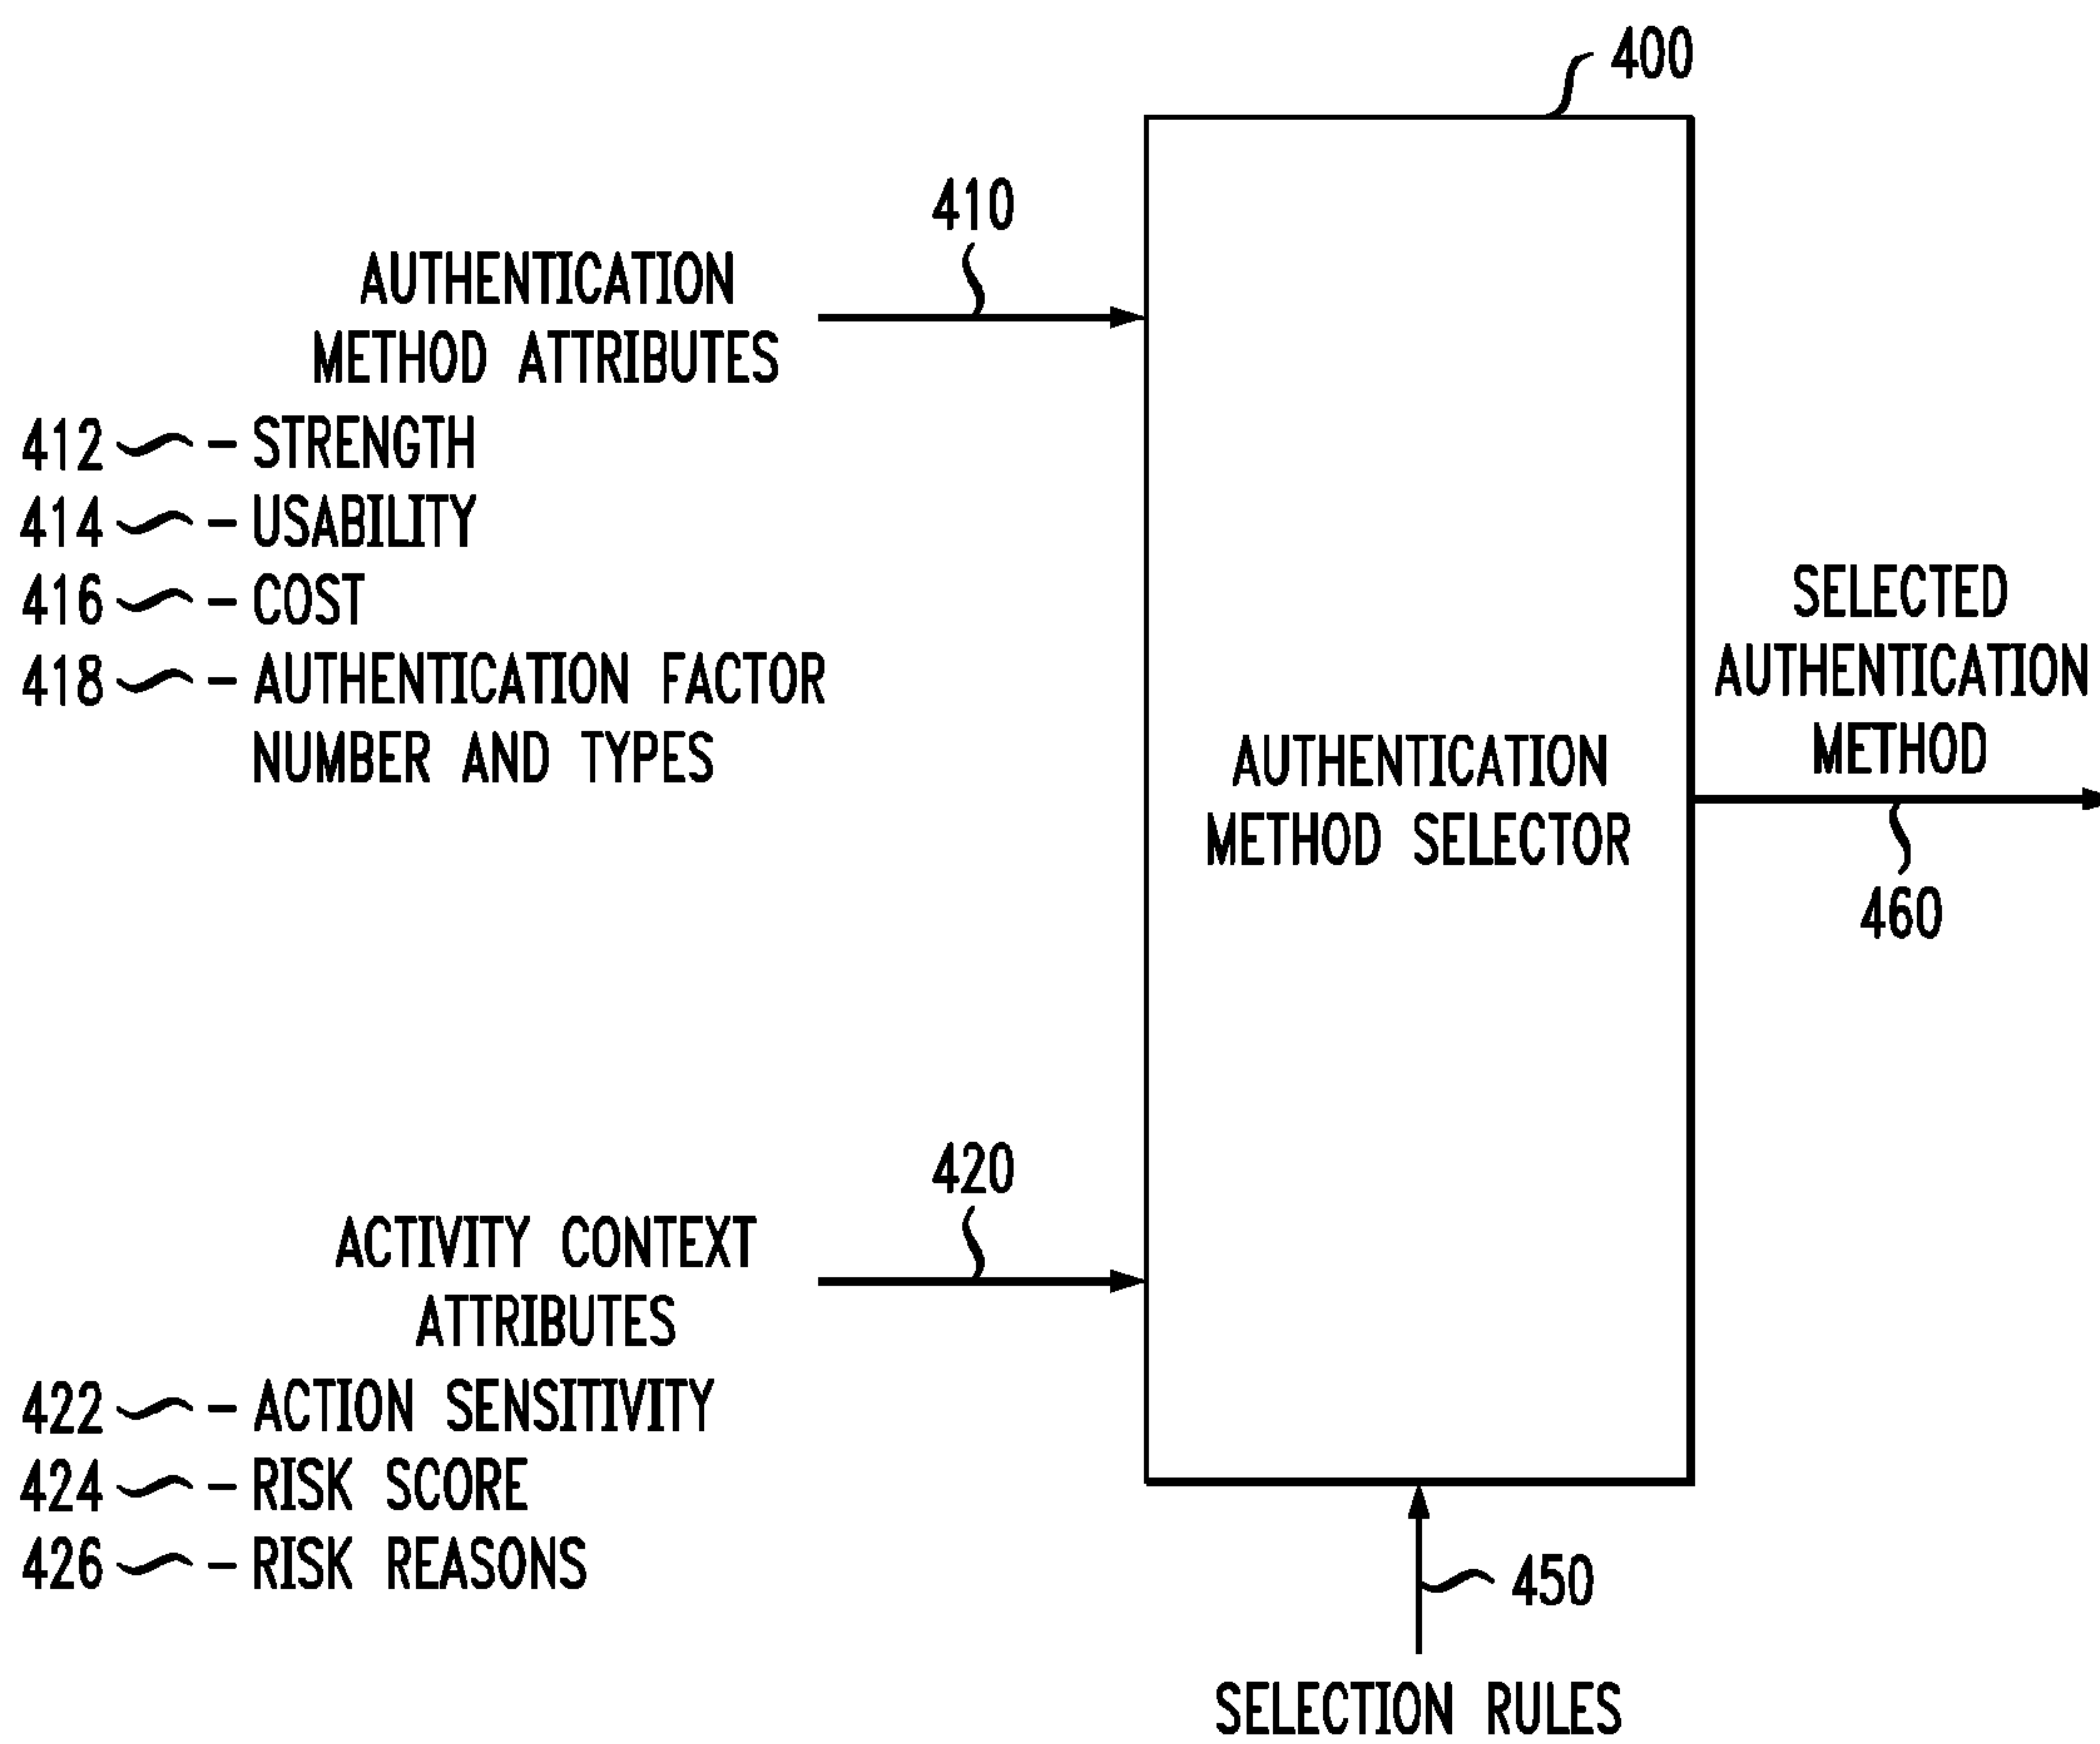 400
410
AUTHENTICATION
METHOD ATTRIBUTES
412 - STRENGTH
414 - USABILITY
416 - COST
418 - AUTHENTICATION FACTOR
NUMBER AND TYPES
AUTHENTICATION
METHOD SELECTOR
SELECTED
AUTHENTICATION
METHOD
460
420
ACTIVITY CONTEXT
ATTRIBUTES
422 - ACTION SENSITIVITY
424 - RISK SCORE
426 - RISK REASONS
450
SELECTION RULES